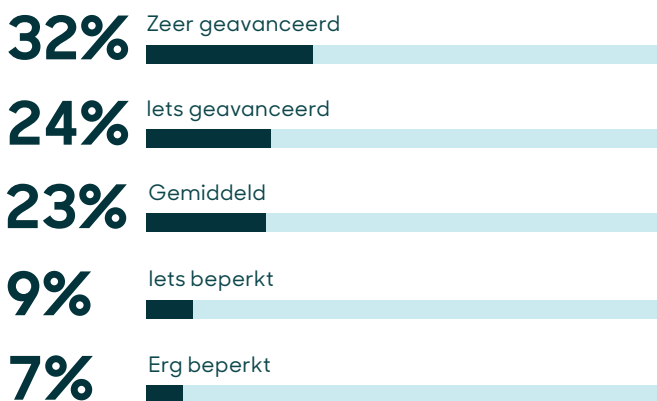 32% Zeer geavanceerd
24% Iets geavanceerd
23% Gemiddeld
9% Iets beperkt
7% Erg beperkt